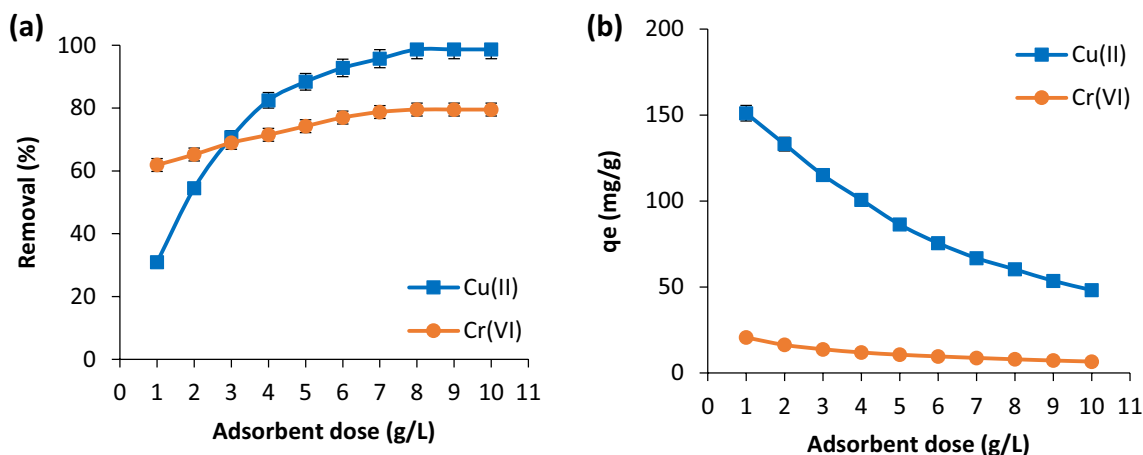 (a)
Removal (%)
100
80
60
40
20
0
0 1 2 3 4 5 6 7 8 9 10 11
Adsorbent dose (g/L)
Cu(II)
Cr(VI)
(b)
qe (mg/g)
200
150
100
50
0
0 1 2 3 4 5 6 7 8 9 10 11
Adsorbent dose (g/L)
Cu(II)
Cr(VI)